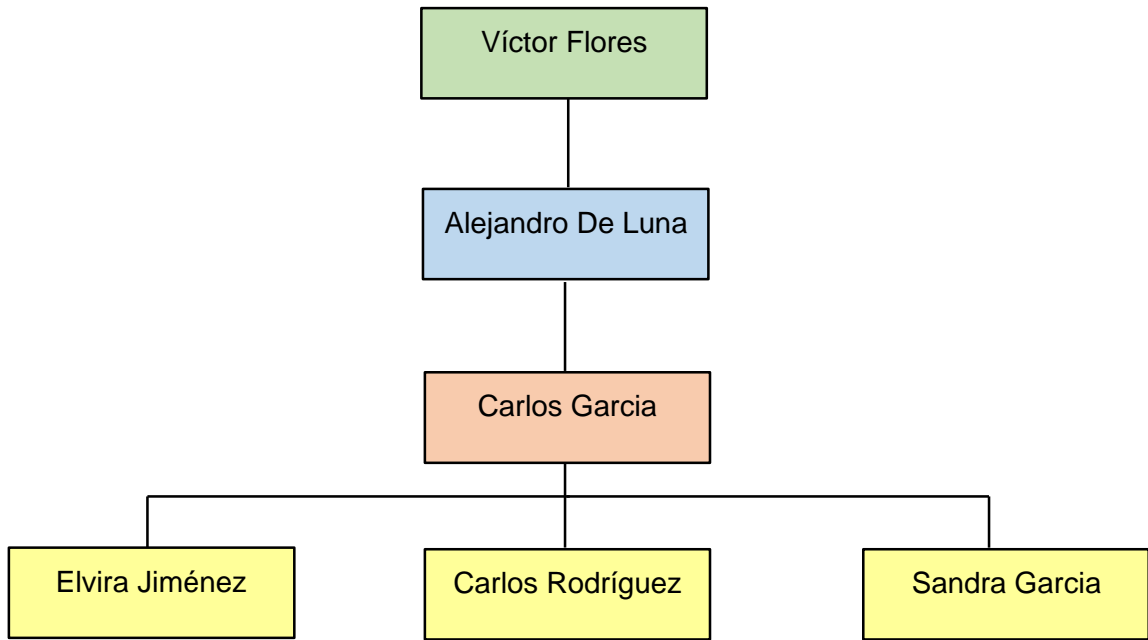 Víctor Flores
Alejandro De Luna
Carlos Garcia
Elvira Jiménez
Carlos Rodríguez
Sandra Garcia